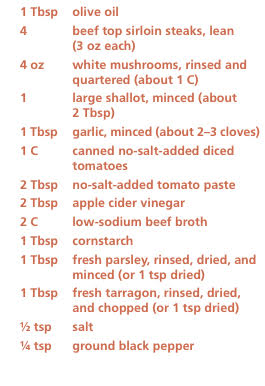 1 Tbsp olive oil
4 beef top sirloin steaks, lean
(3 oz each)
4 oz white mushrooms, rinsed and
quartered (about 1 C)
1 large shallot, minced (about
2 Tbsp)
1 Tbsp garlic, minced (about 2–3 cloves)
1 C canned no-salt-added diced
tomatoes
2 Tbsp no-salt-added tomato paste
2 Tbsp apple cider vinegar
2 C low-sodium beef broth
1 Tbsp cornstarch
1 Tbsp fresh parsley, rinsed, dried, and
minced (or 1 tsp dried)
1 Tbsp fresh tarragon, rinsed, dried,
and chopped (or 1 tsp dried)
½ tsp salt
¼ tsp ground black pepper